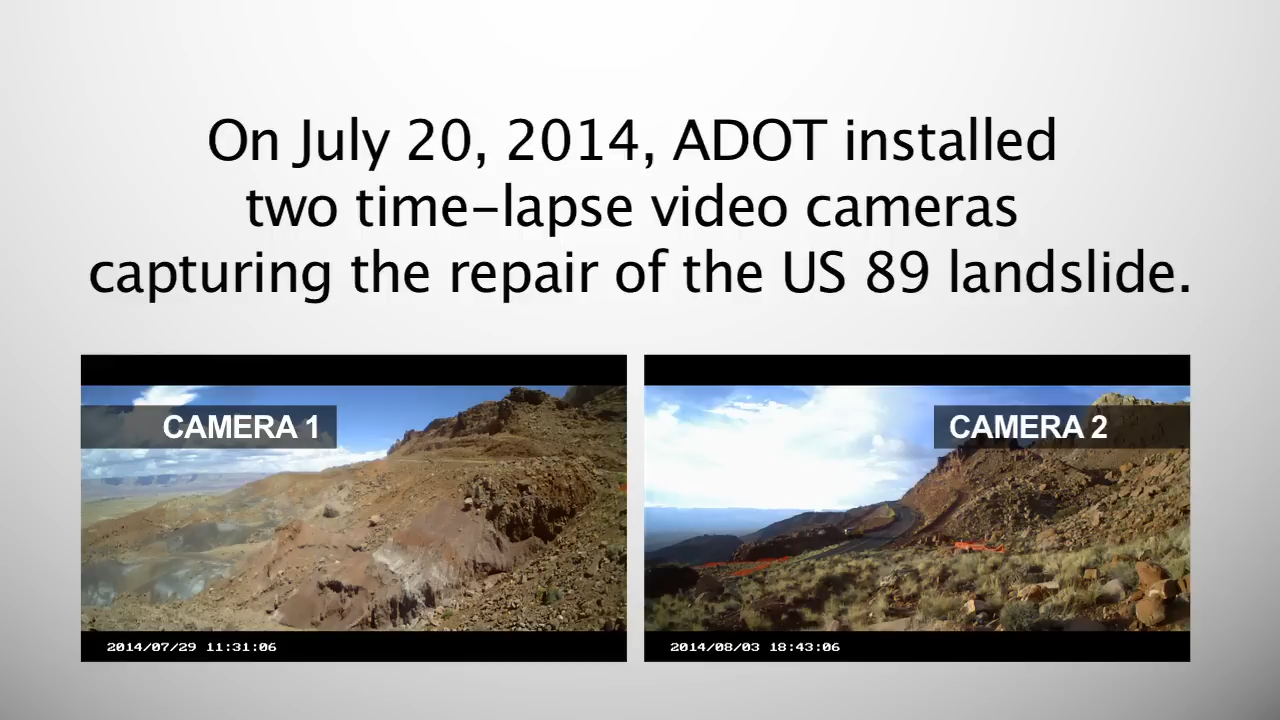 On July 20, 2014, ADOT installed
two time-lapse video cameras
capturing the repair of the US 89 landslide.
CAMERA 1
CAMERA 2
2014/07/29 11:31:06
2014/08/03 18:43:06